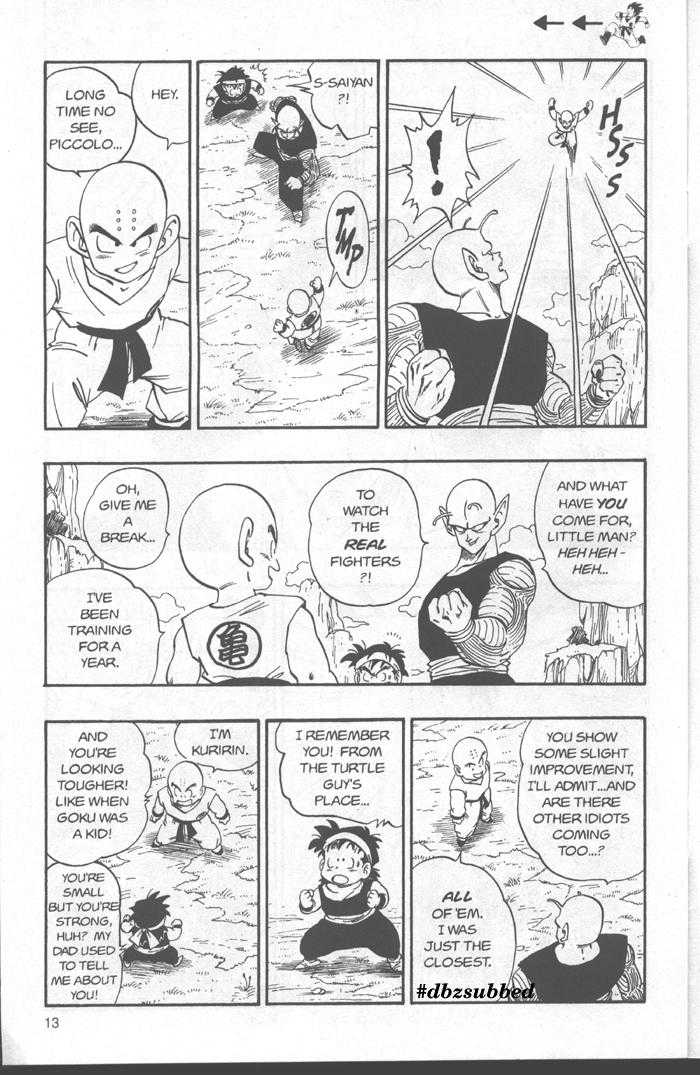 HSSS
!
S-SAIYAN
?!
TMP
HEY.
LONG
TIME NO
SEE,
PICCOLO...
AND WHAT
HAVE YOU
COME FOR,
LITTLE MAN?
HEH HEH -
HEH...
TO
WATCH
THE
REAL
FIGHTERS
?!
OH,
GIVE ME
A
BREAK...
I'VE
BEEN
TRAINING
FOR A
YEAR.
亀
YOU SHOW
SOME SLIGHT
IMPROVEMENT,
I'LL ADMIT...AND
ARE THERE
OTHER IDIOTS
COMING
TOO...?
ALL
OF 'EM.
I WAS
JUST THE
CLOSEST.
I REMEMBER
YOU! FROM
THE TURTLE
GUY'S
PLACE...
I'M
KURIRIN.
AND
YOU'RE
LOOKING
TOUGHER!
LIKE WHEN
GOKU WAS
A KID!
YOU'RE
SMALL
BUT YOU'RE
STRONG,
HUH? MY
DAD USED
TO TELL
ME ABOUT
YOU!
#dbzsubbed
13